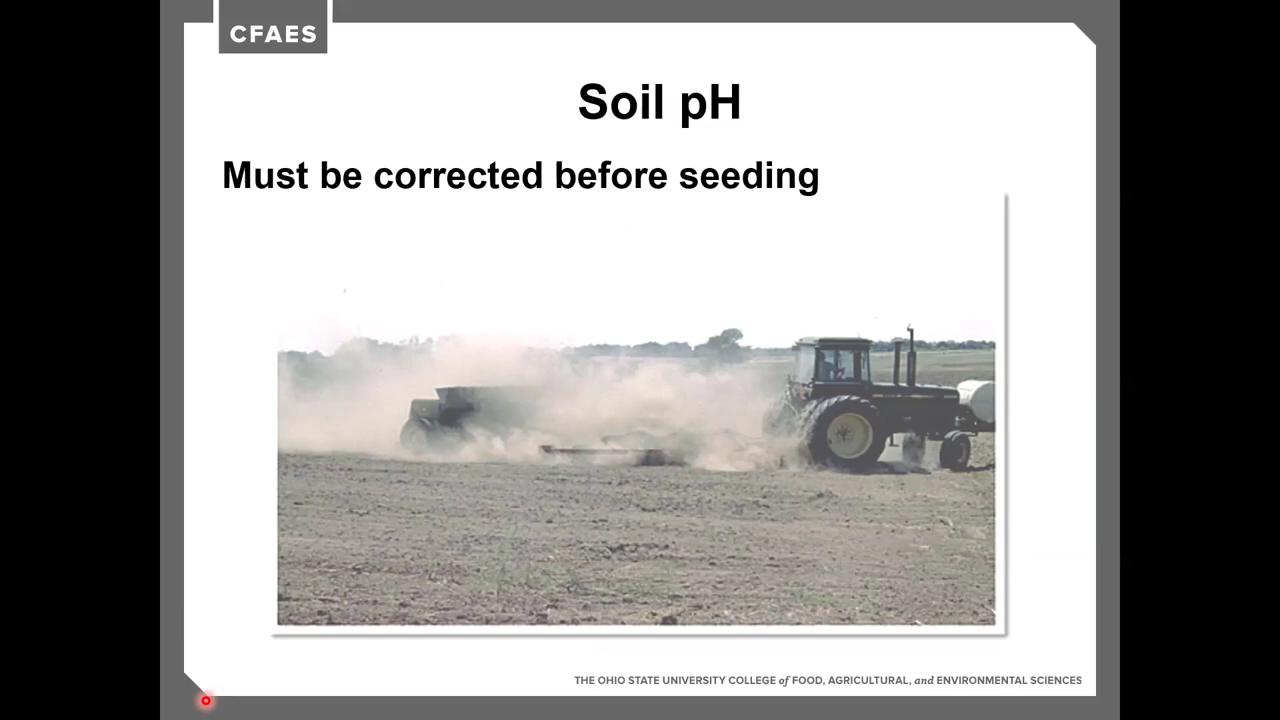 CFAES
Soil pH
Must be corrected before seeding
THE OHIO STATE UNIVERSITY COLLEGE of FOOD, AGRICULTURAL, and ENVIRONMENTAL SCIENCES